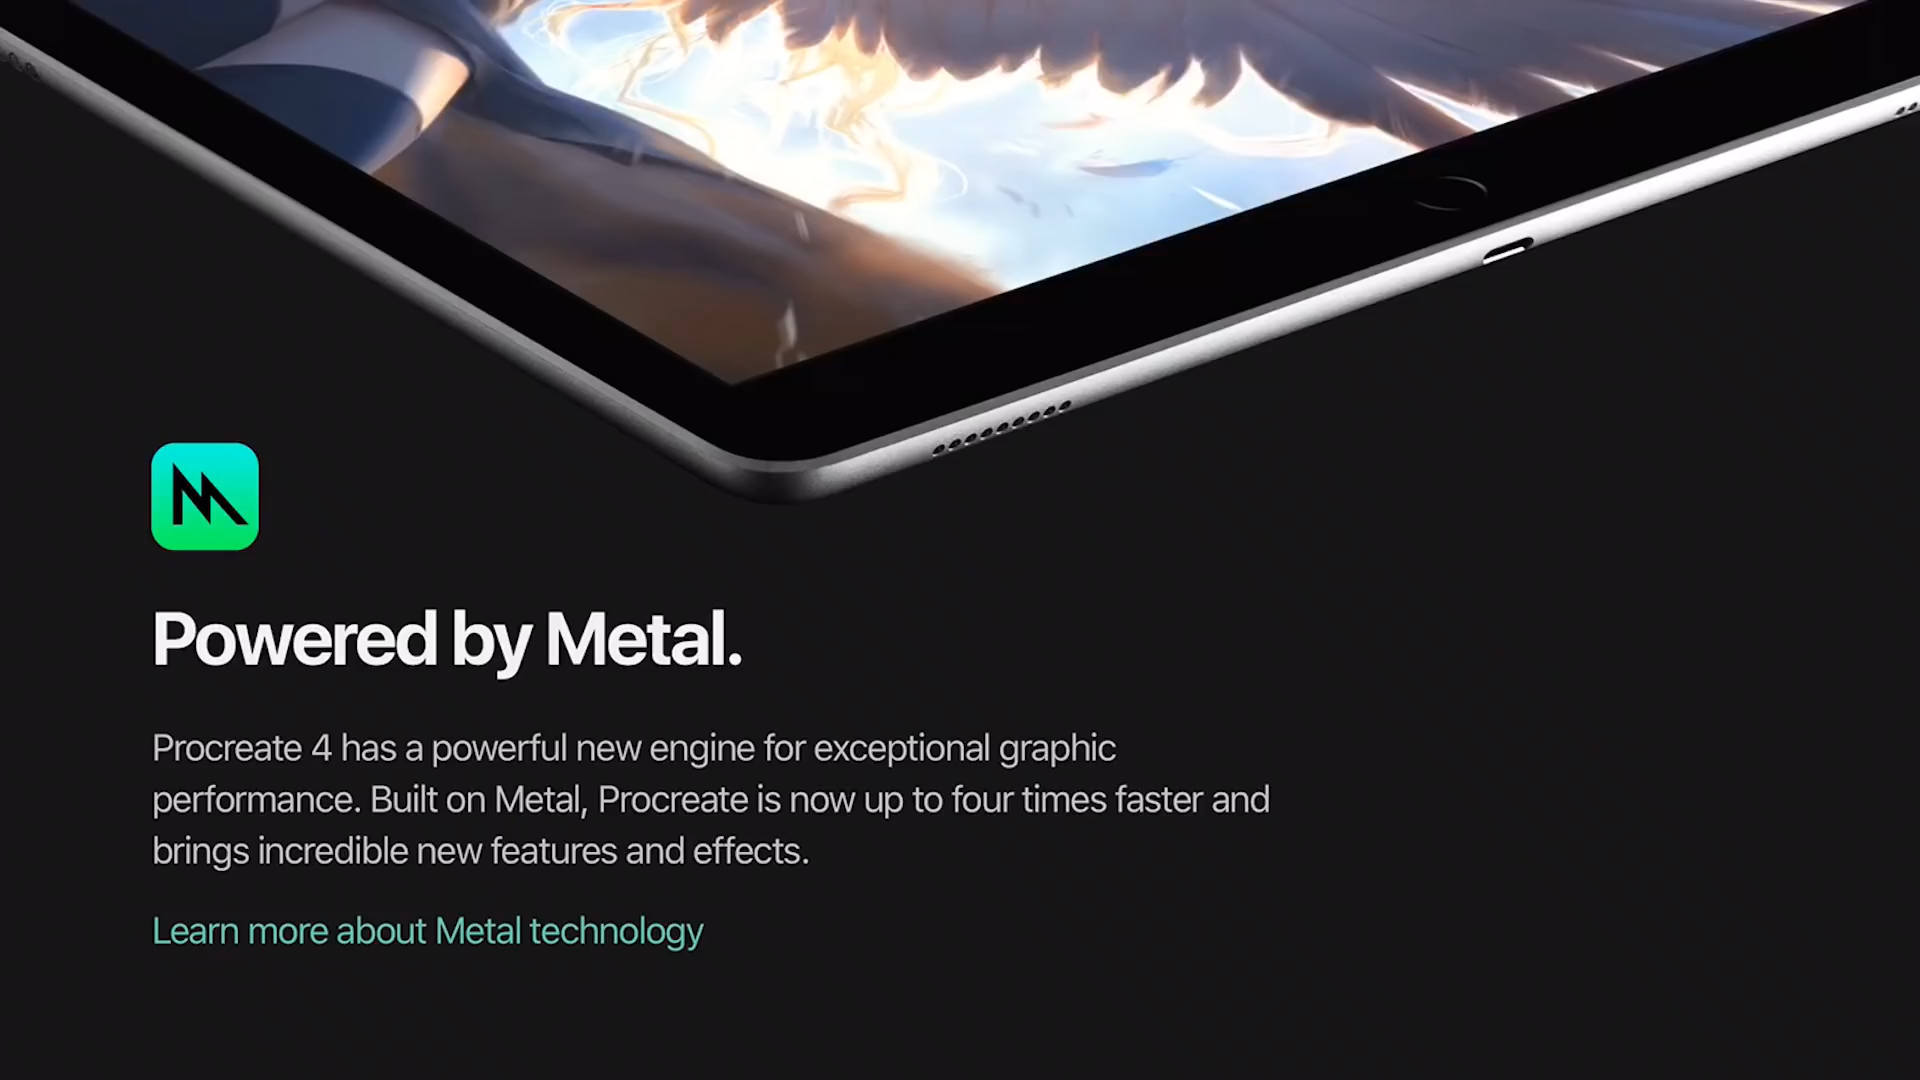 Powered by Metal.
Procreate 4 has a powerful new engine for exceptional graphic
performance. Built on Metal, Procreate is now up to four times faster and
brings incredible new features and effects.
Learn more about Metal technology